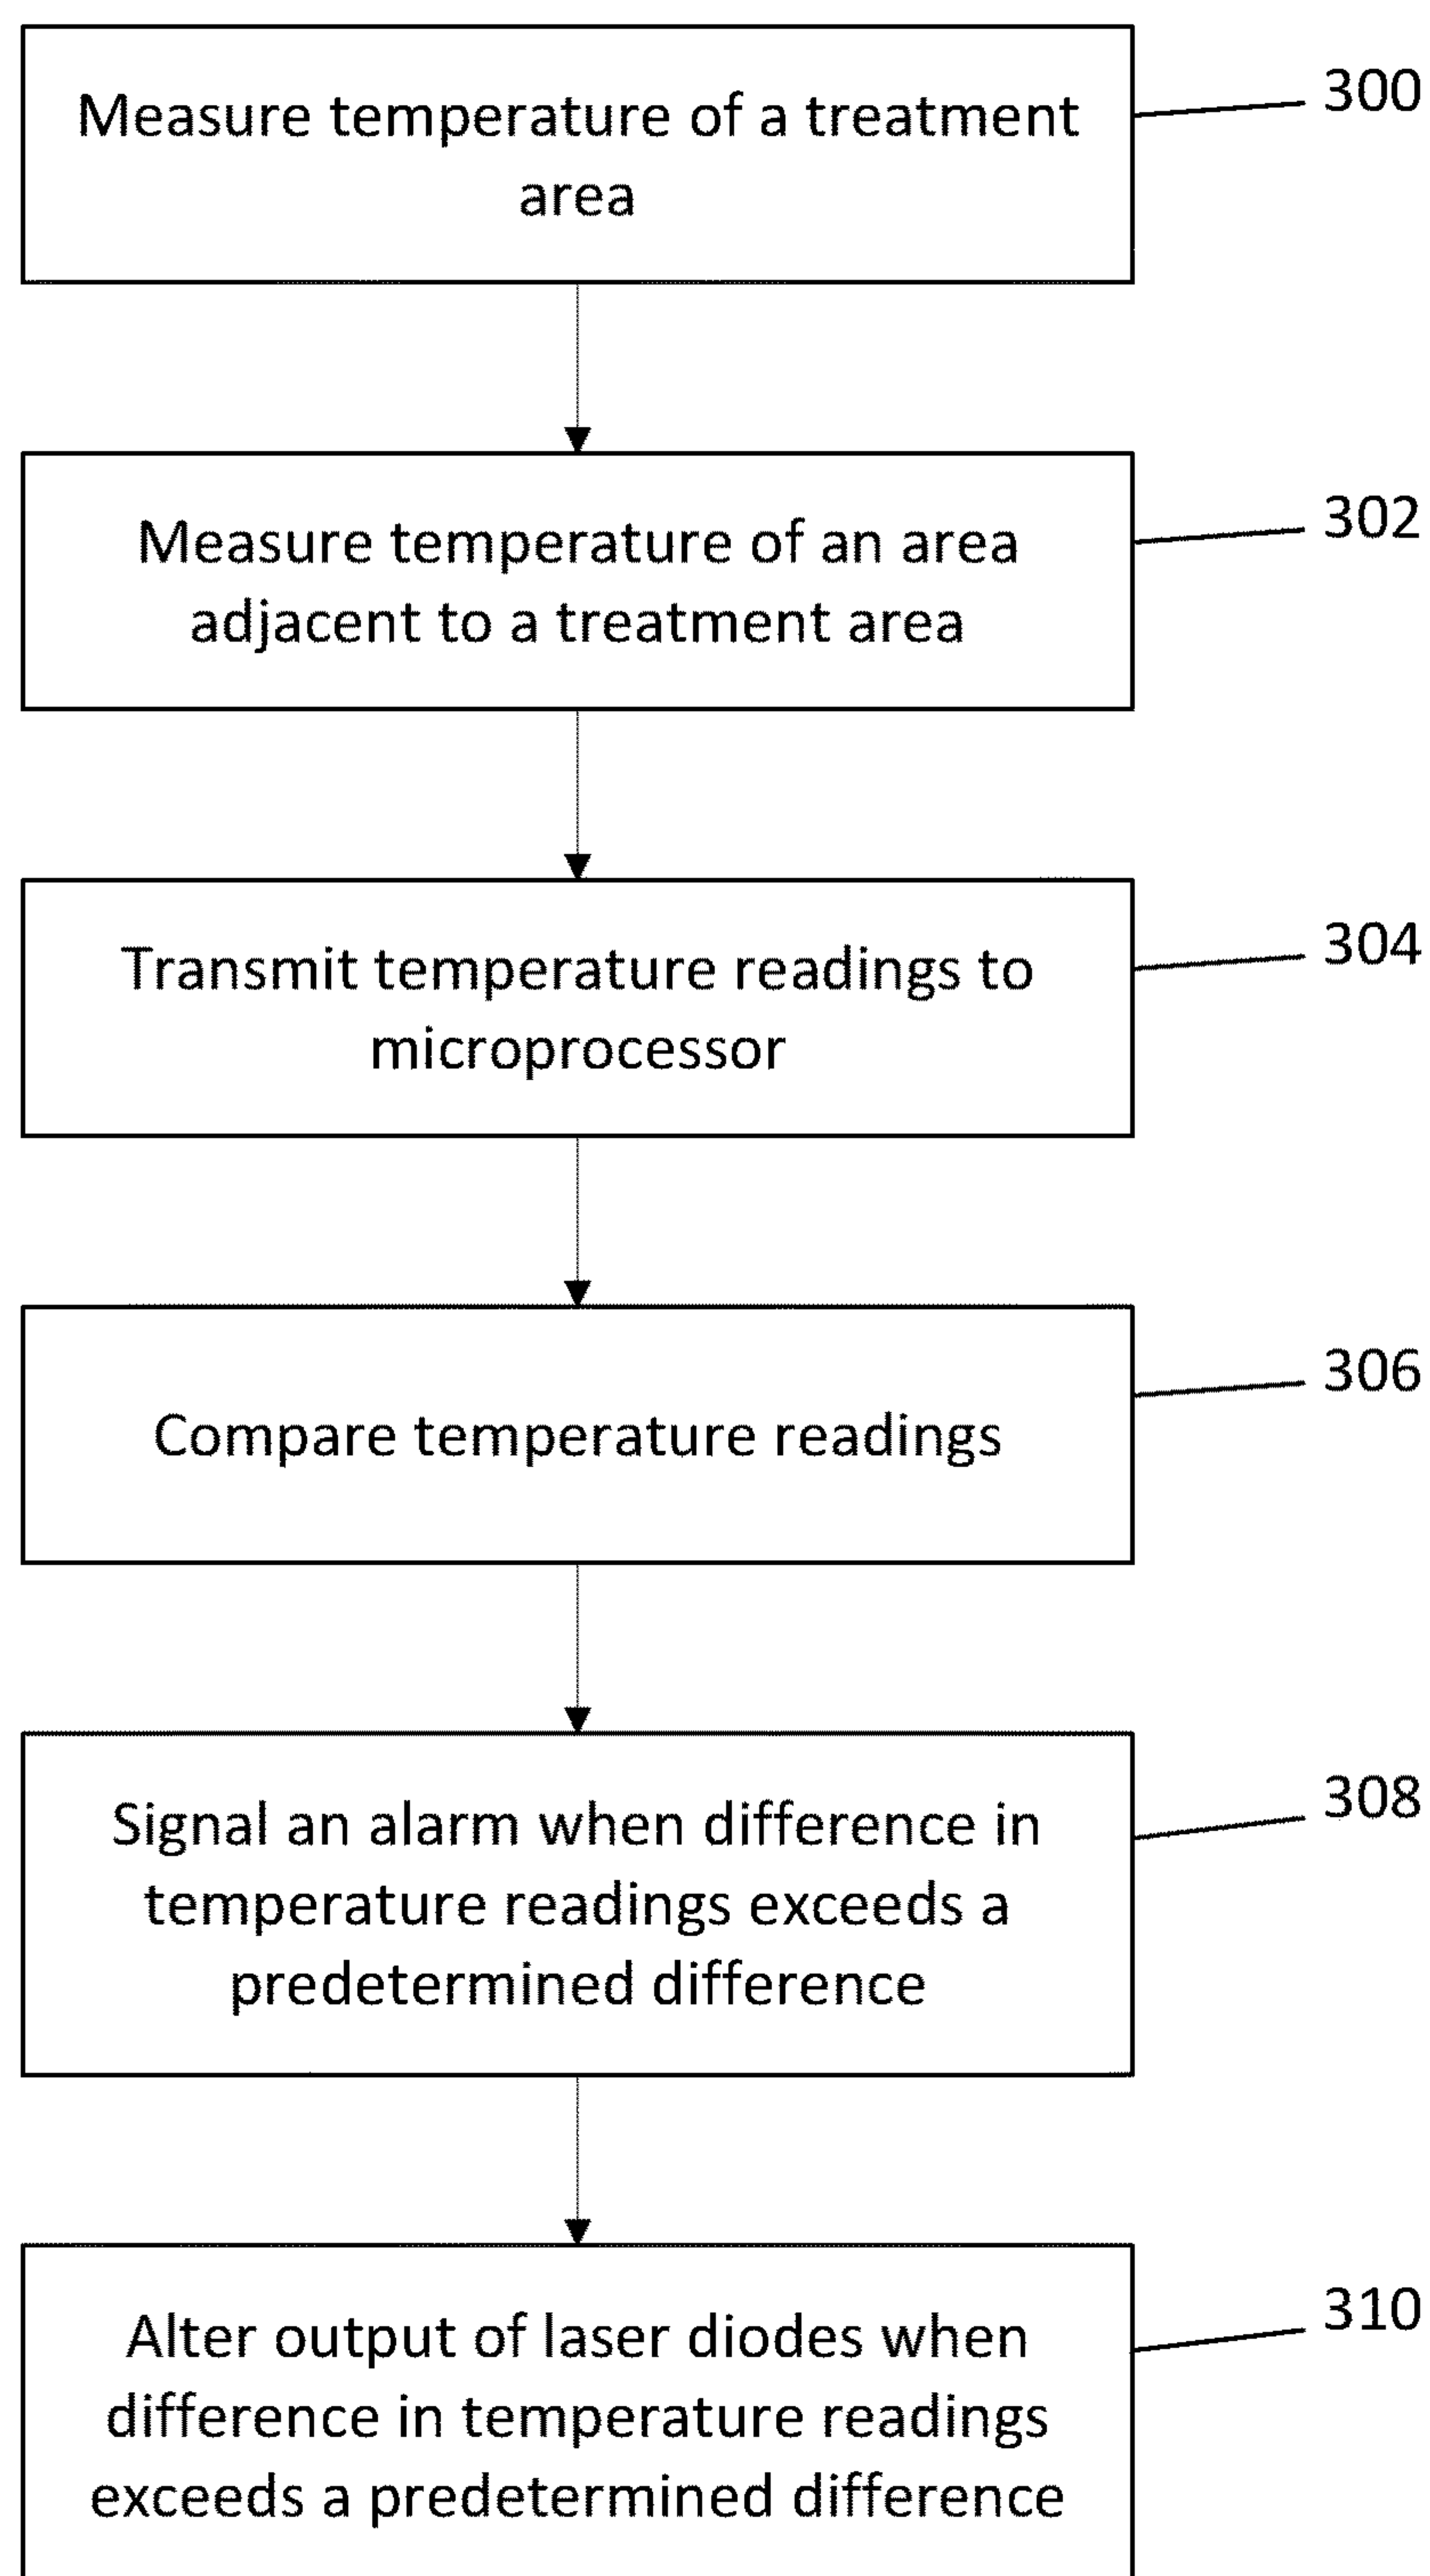 Measure temperature of a treatment
area
300
Measure temperature of an area
adjacent to a treatment area
302
Transmit temperature readings to
microprocessor
304
Compare temperature readings
306
Signal an alarm when difference in
temperature readings exceeds a
predetermined difference
308
Alter output of laser diodes when
difference in temperature readings
exceeds a predetermined difference
310